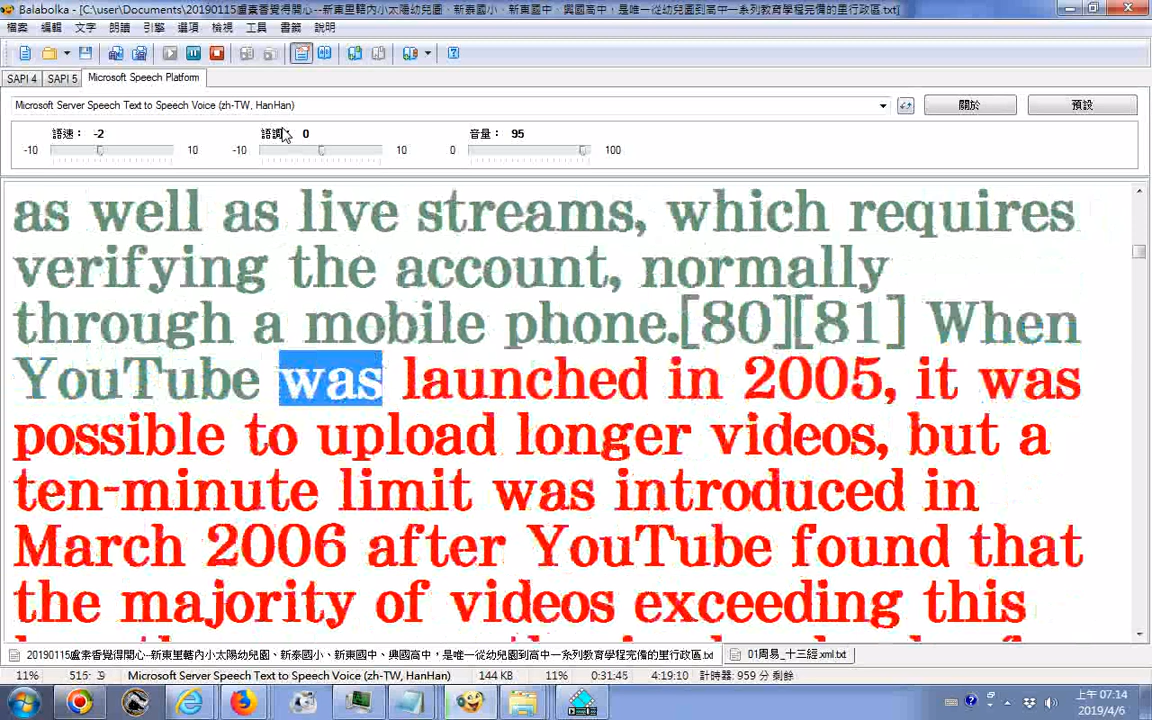 Balabolka - [C:\user\Documents\20190115盧素香覺得開心--新東里轄內小太陽幼兒園、新泰國小、新東國中、興國高中，是唯一從幼兒園到高中一系列教育學程完備的里行政區.txt]
檔案 編輯 文字 朗讀 引擎 選項 檢視 工具 書籤 說明
SAPI 4 SAPI 5 Microsoft Speech Platform
Microsoft Server Speech Text to Speech Voice (zh-TW, HanHan) 關於 預設
語速： -2 語調： 0 音量： 95
-10 10 -10 10 0 100
as well as live streams, which requires
verifying the account, normally
through a mobile phone.[80][81] When
YouTube was launched in 2005, it was
possible to upload longer videos, but a
ten-minute limit was introduced in
March 2006 after YouTube found that
the majority of videos exceeding this
20190115盧素香覺得開心--新東里轄內小太陽幼兒園、新泰國小、新東國中、興國高中，是唯一從幼兒園到高中一系列教育學程完備的里行政區.txt 01周易_十三經.xml.txt
11% Microsoft Server Speech Text to Speech Voice (zh-TW, HanHan) 144 KB 11% 0:31:45 4:19:10 計時器： 959 分 剩餘
上午 07:14
2019/4/6